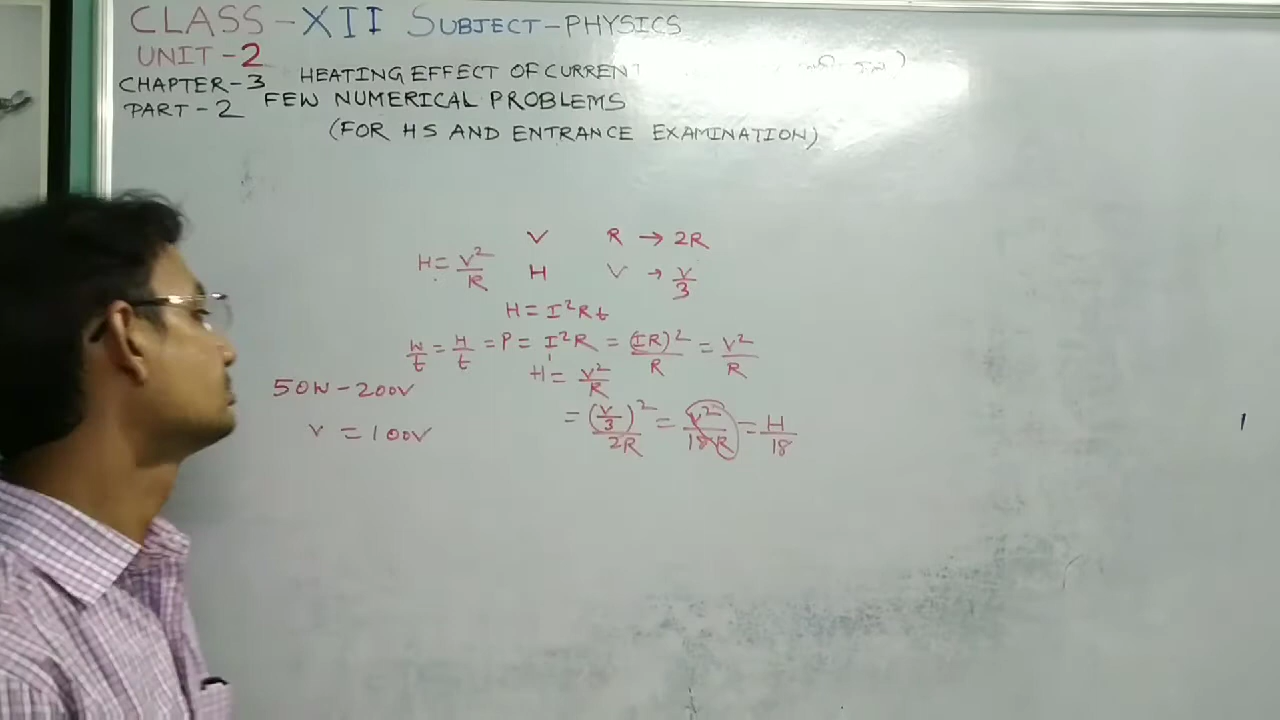 CLASS-XII SUBJECT-PHYSICS
UNIT-2
CHAPTER-3 HEATING EFFECT OF CURRENT
PART-2 FEW NUMERICAL PROBLEMS
(FOR HS AND ENTRANCE EXAMINATION)
V R → 2R
H = V²/R H V → V/3
H = I²Rt
W/t = H/t = P = I²R = (IR)²/R = V²/R
H' = V²/R
50W-200V
= (V/3)²/2R = V²/18R = H/18
V = 100V